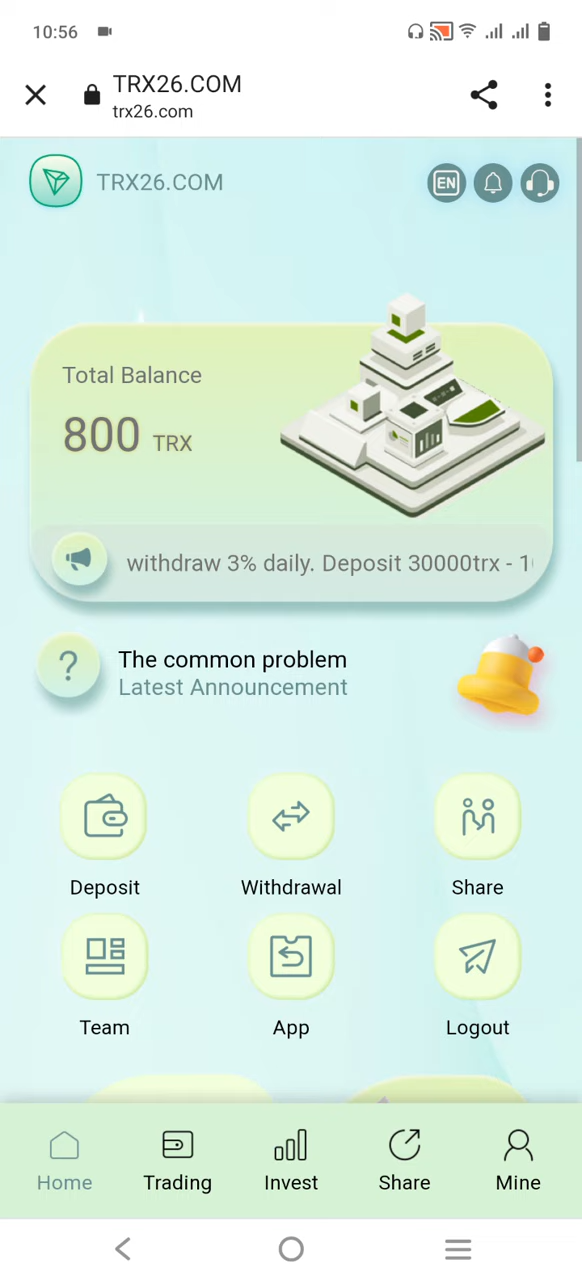 10:56
TRX26.COM
trx26.com
TRX26.COM
EN
Total Balance
800 TRX
withdraw 3% daily. Deposit 30000trx - 1
?
The common problem
Latest Announcement
Deposit
Withdrawal
Share
Team
App
Logout
Home
Trading
Invest
Share
Mine